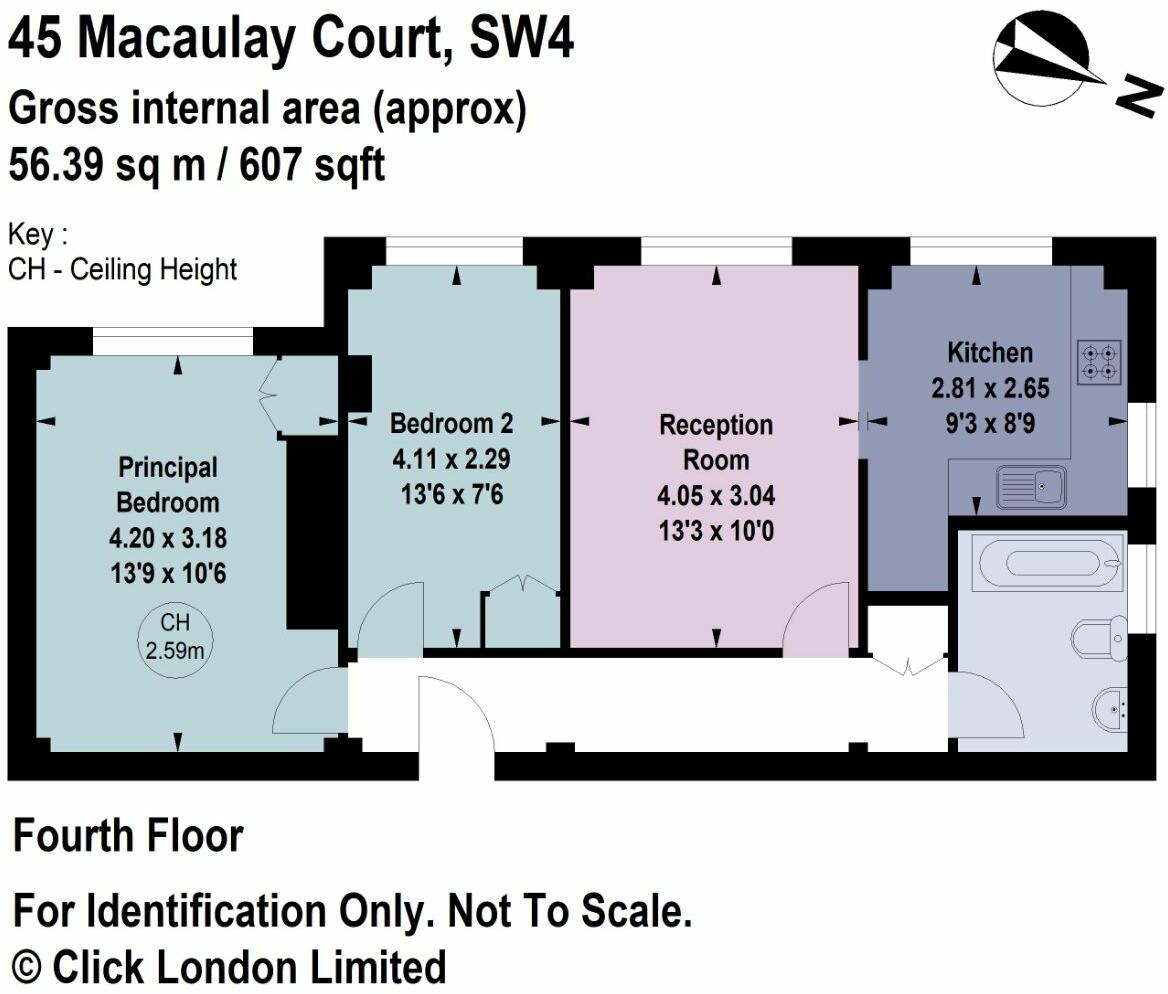 45 Macaulay Court, SW4
Gross internal area (approx)
56.39 sq m / 607 sqft
N
Key :
CH - Ceiling Height
Principal
Bedroom
4.20 x 3.18
13'9 x 10'6
CH
2.59m
Bedroom 2
4.11 x 2.29
13'6 x 7'6
Reception
Room
4.05 x 3.04
13'3 x 10'0
Kitchen
2.81 x 2.65
9'3 x 8'9
Fourth Floor
For Identification Only. Not To Scale.
© Click London Limited